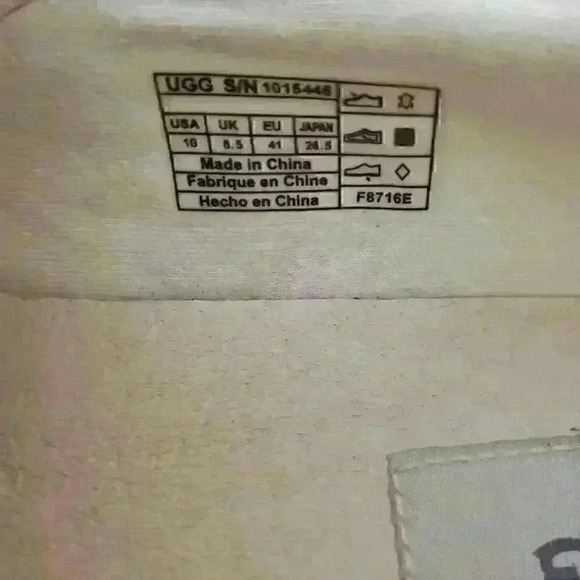 UGG S/N 1015446
USA UK EU JAPAN
10 8.5 41 26.5
Made in China
Fabrique en Chine
Hecho en China
F8716E